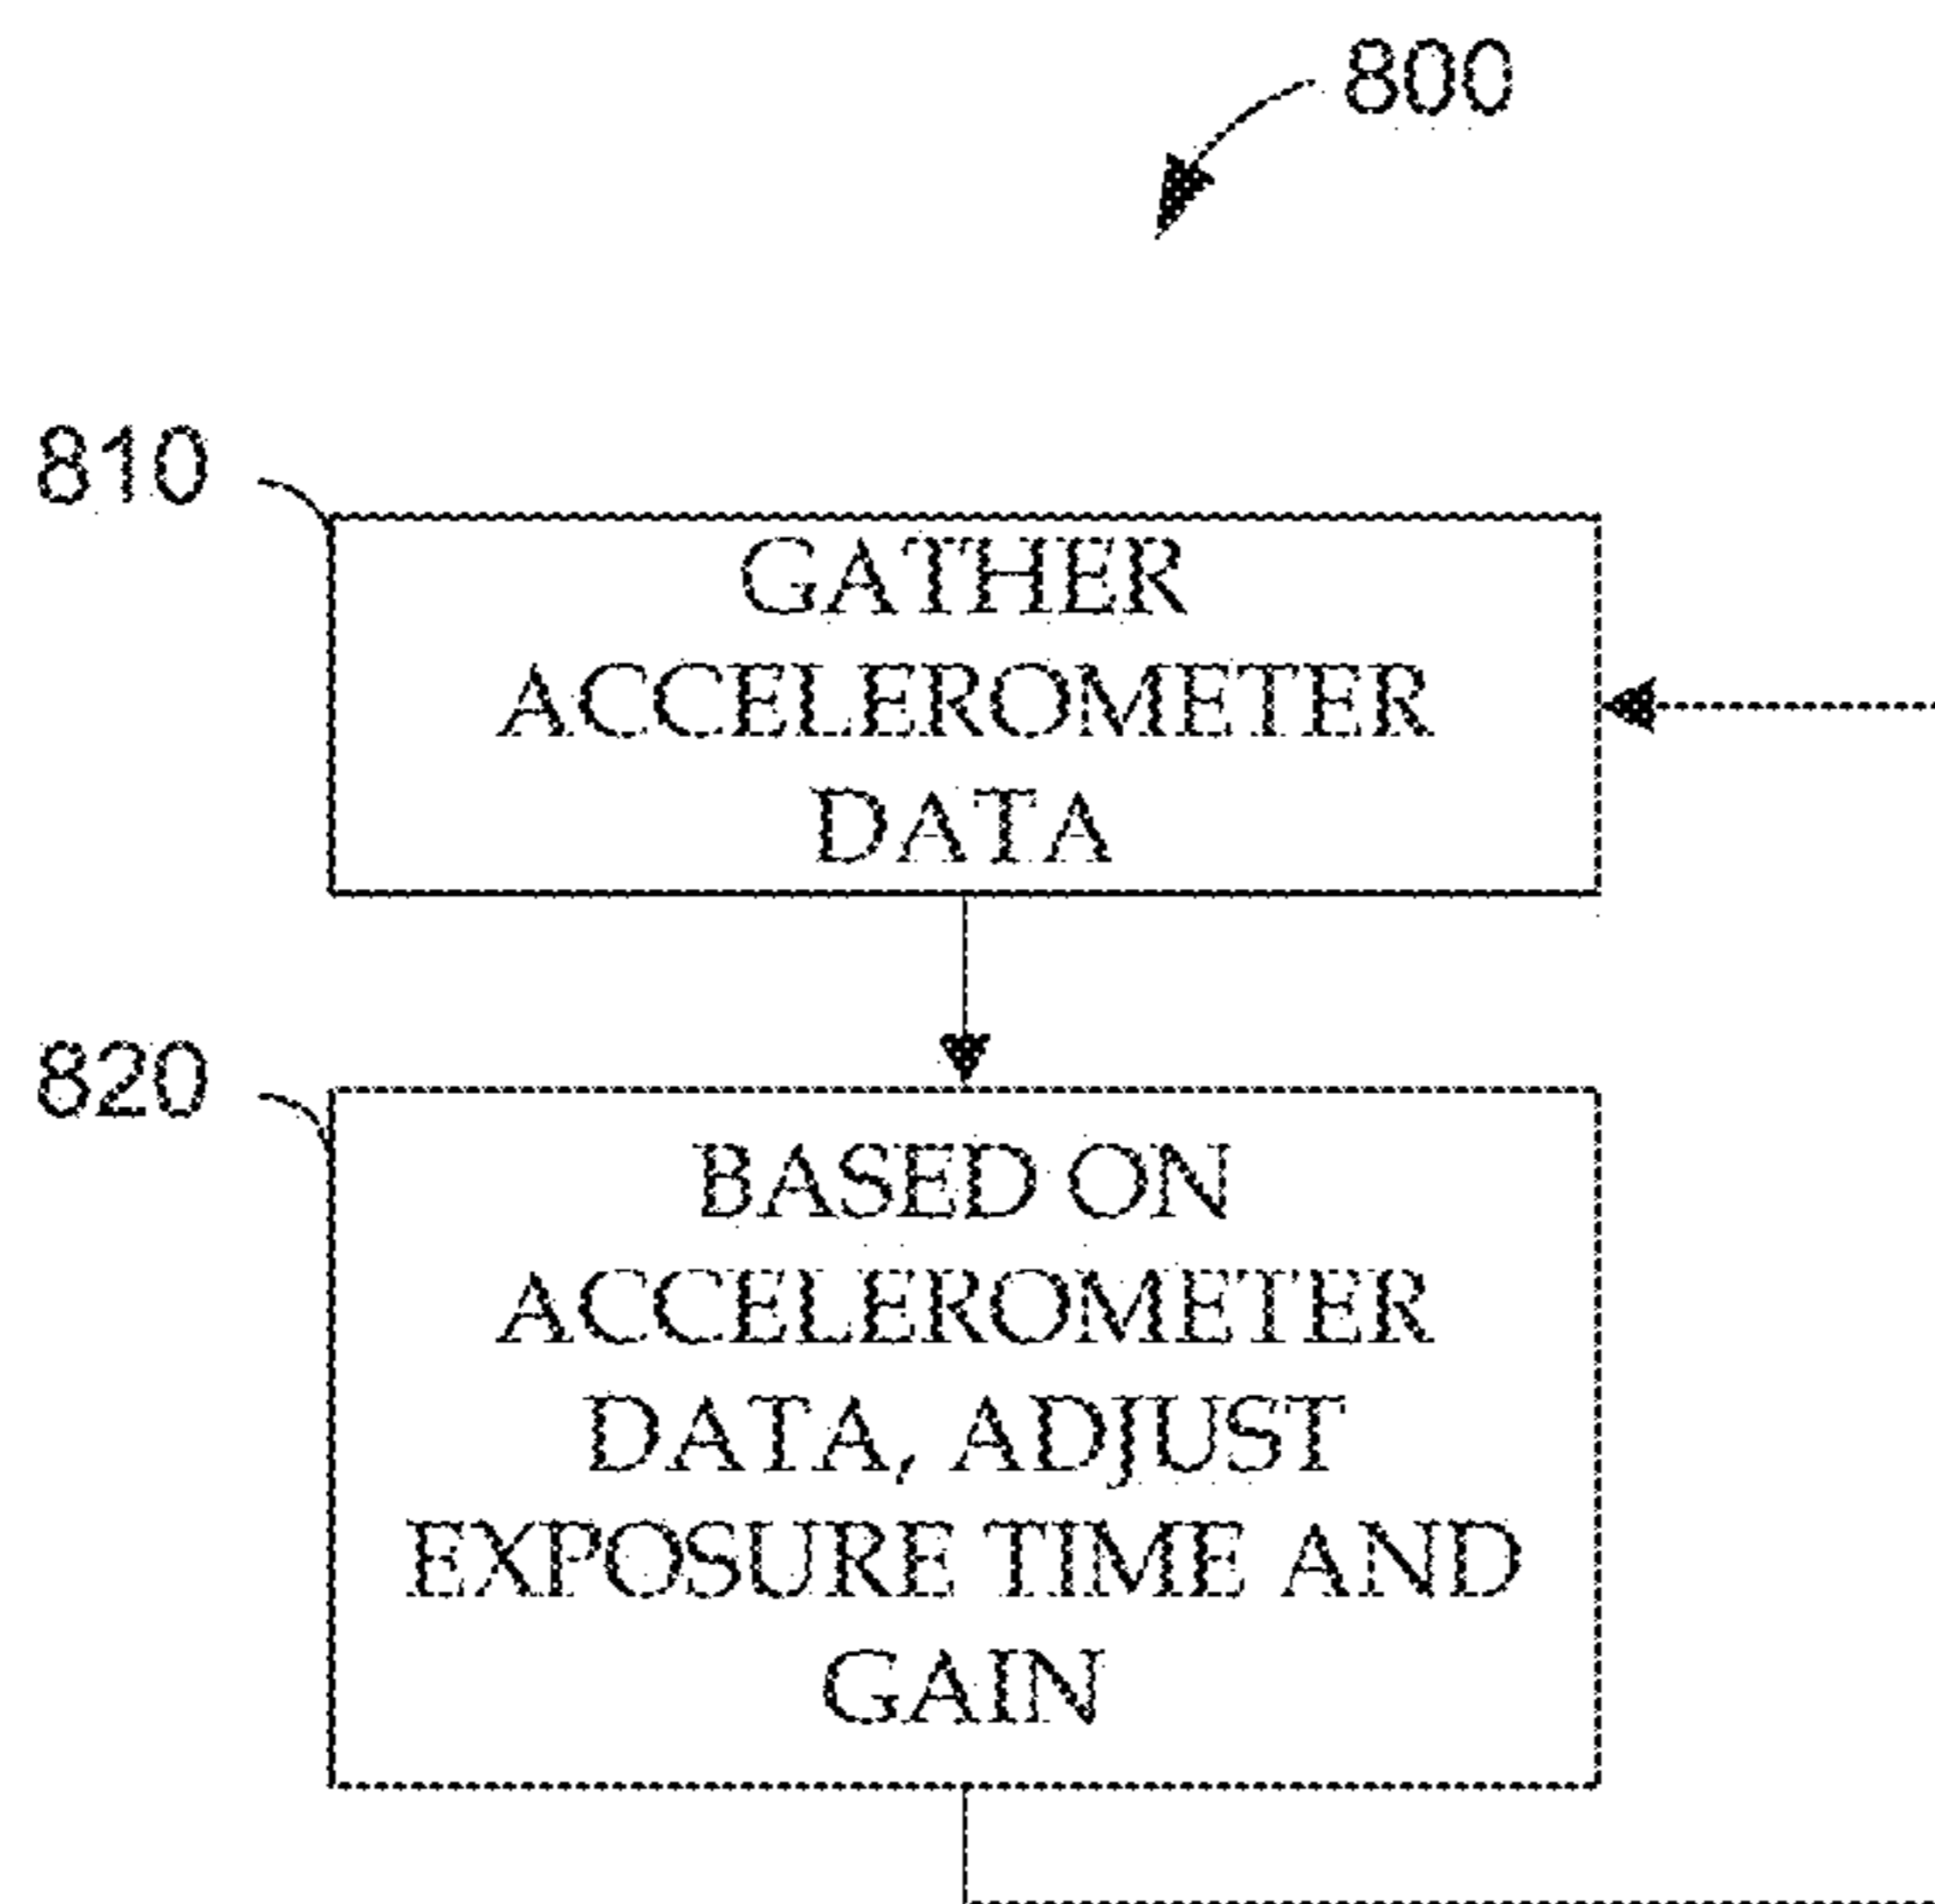 800
810
GATHER
ACCELEROMETER
DATA
820
BASED ON
ACCELEROMETER
DATA, ADJUST
EXPOSURE TIME AND
GAIN